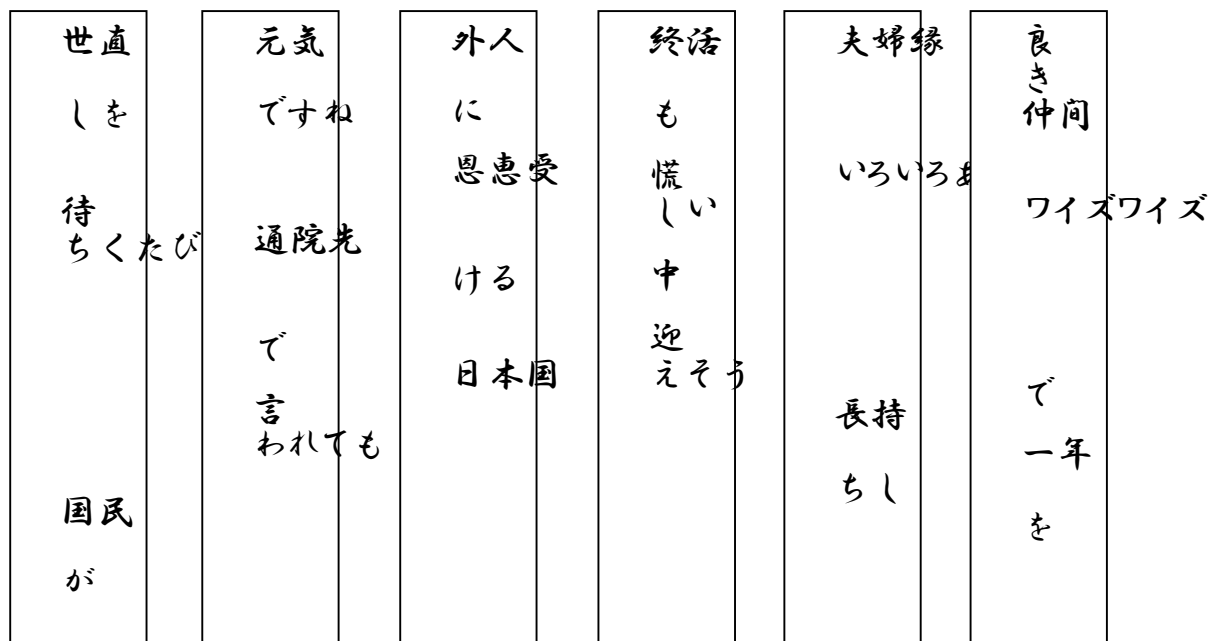 良き仲間ワイズワイズで一年を
夫婦縁いろいろあ長持ちし
終活も慌しい中迎えそう
外人に恩恵受ける日本国
元気ですね通院先で言われても
世直しを待ちくたび国民が